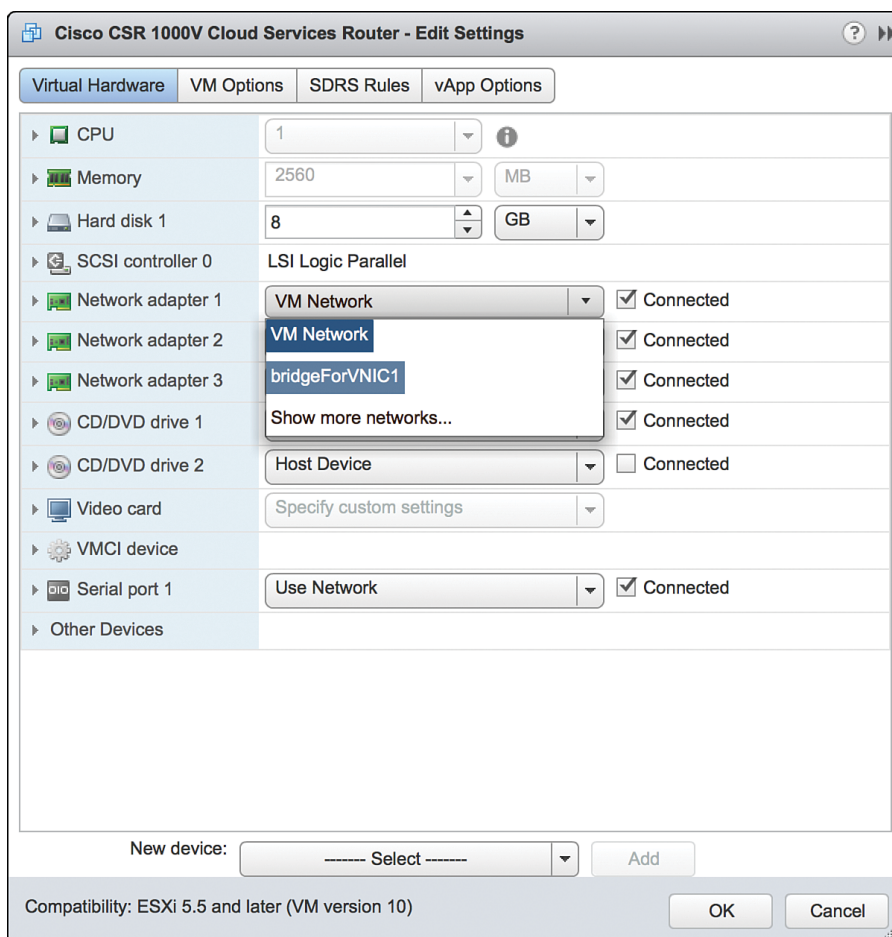 Cisco CSR 1000V Cloud Services Router - Edit Settings ?
Virtual Hardware VM Options SDRS Rules vApp Options
CPU 1 i
Memory 2560 MB
Hard disk 1 8 GB
SCSI controller 0 LSI Logic Parallel
Network adapter 1 VM Network Connected
Network adapter 2 VM Network Connected
Network adapter 3 bridgeForVNIC1 Connected
CD/DVD drive 1 Show more networks... Connected
CD/DVD drive 2 Host Device Connected
Video card Specify custom settings
VMCI device
Serial port 1 Use Network Connected
Other Devices
New device: ------- Select ------- Add
Compatibility: ESXi 5.5 and later (VM version 10) OK Cancel